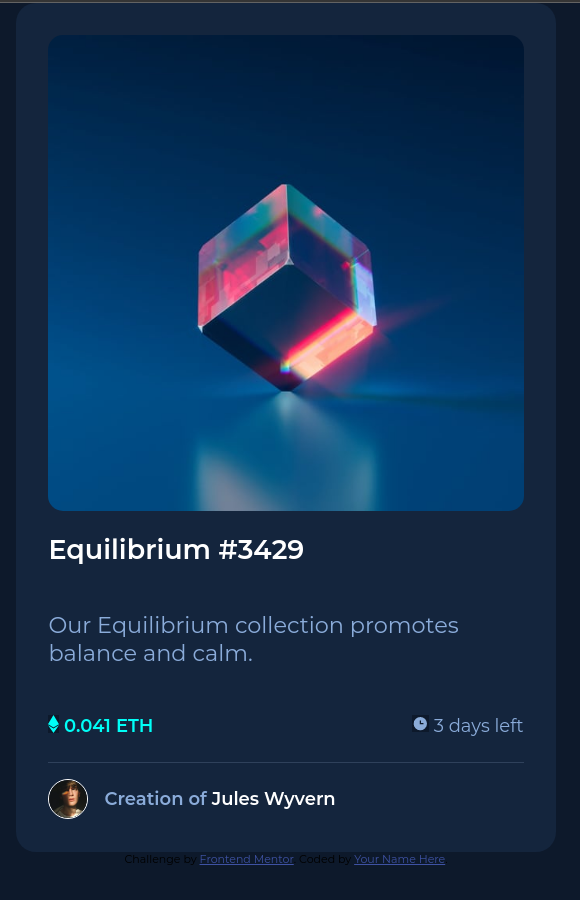 Equilibrium #3429
Our Equilibrium collection promotes
balance and calm.
0.041 ETH
3 days left
Creation of Jules Wyvern
Challenge by Frontend Mentor. Coded by Your Name Here